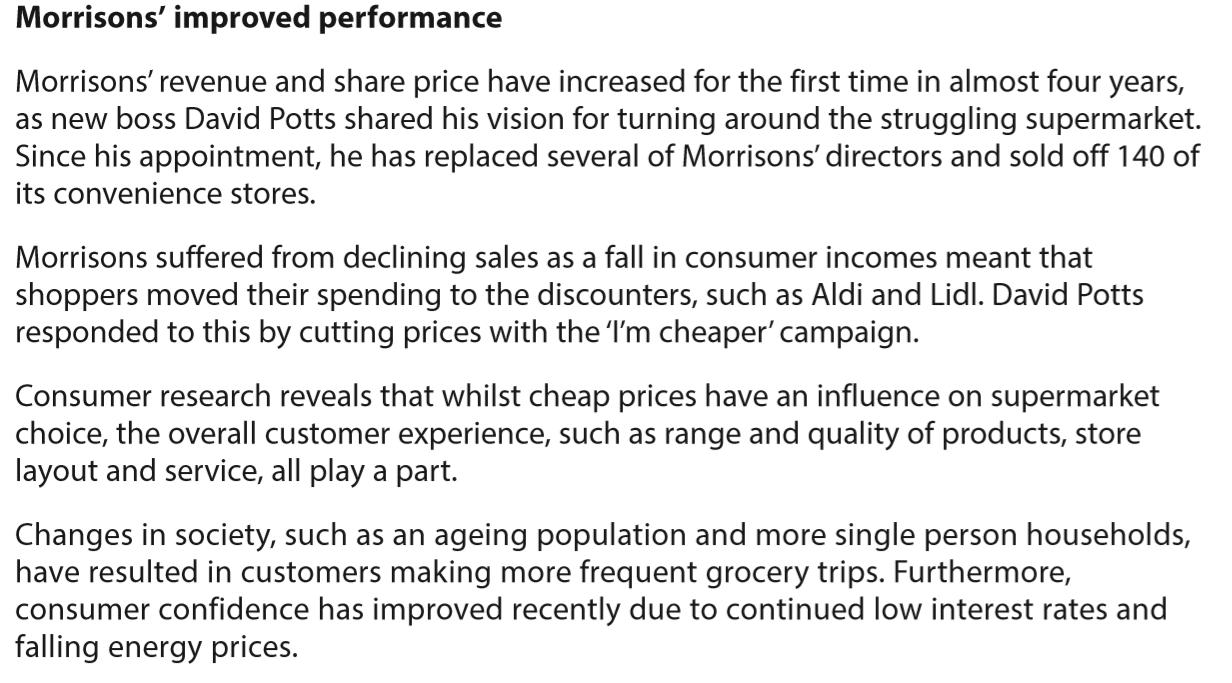 Morrisons’ improved performance
Morrisons’ revenue and share price have increased for the first time in almost four years,
as new boss David Potts shared his vision for turning around the struggling supermarket.
Since his appointment, he has replaced several of Morrisons’ directors and sold off 140 of
its convenience stores.
Morrisons suffered from declining sales as a fall in consumer incomes meant that
shoppers moved their spending to the discounters, such as Aldi and Lidl. David Potts
responded to this by cutting prices with the ‘I’m cheaper’ campaign.
Consumer research reveals that whilst cheap prices have an influence on supermarket
choice, the overall customer experience, such as range and quality of products, store
layout and service, all play a part.
Changes in society, such as an ageing population and more single person households,
have resulted in customers making more frequent grocery trips. Furthermore,
consumer confidence has improved recently due to continued low interest rates and
falling energy prices.